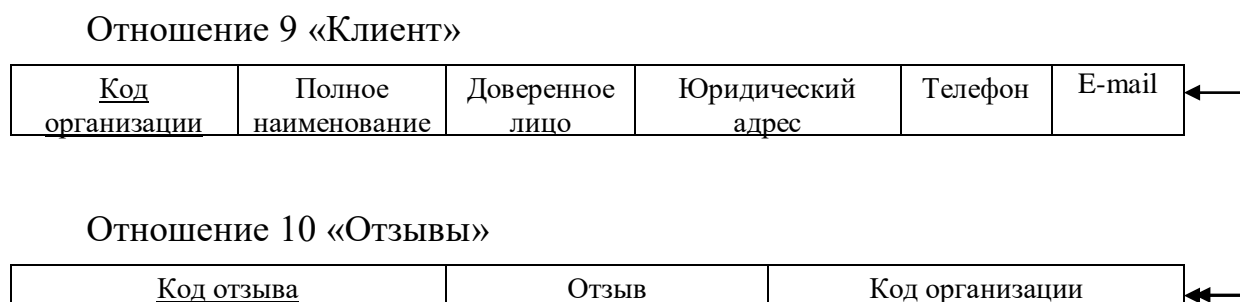 Отношение 9 «Клиент»
Код Полное Доверенное Юридический Телефон E-mail
организации наименование лицо адрес
Отношение 10 «Отзывы»
Код отзыва Отзыв Код организации